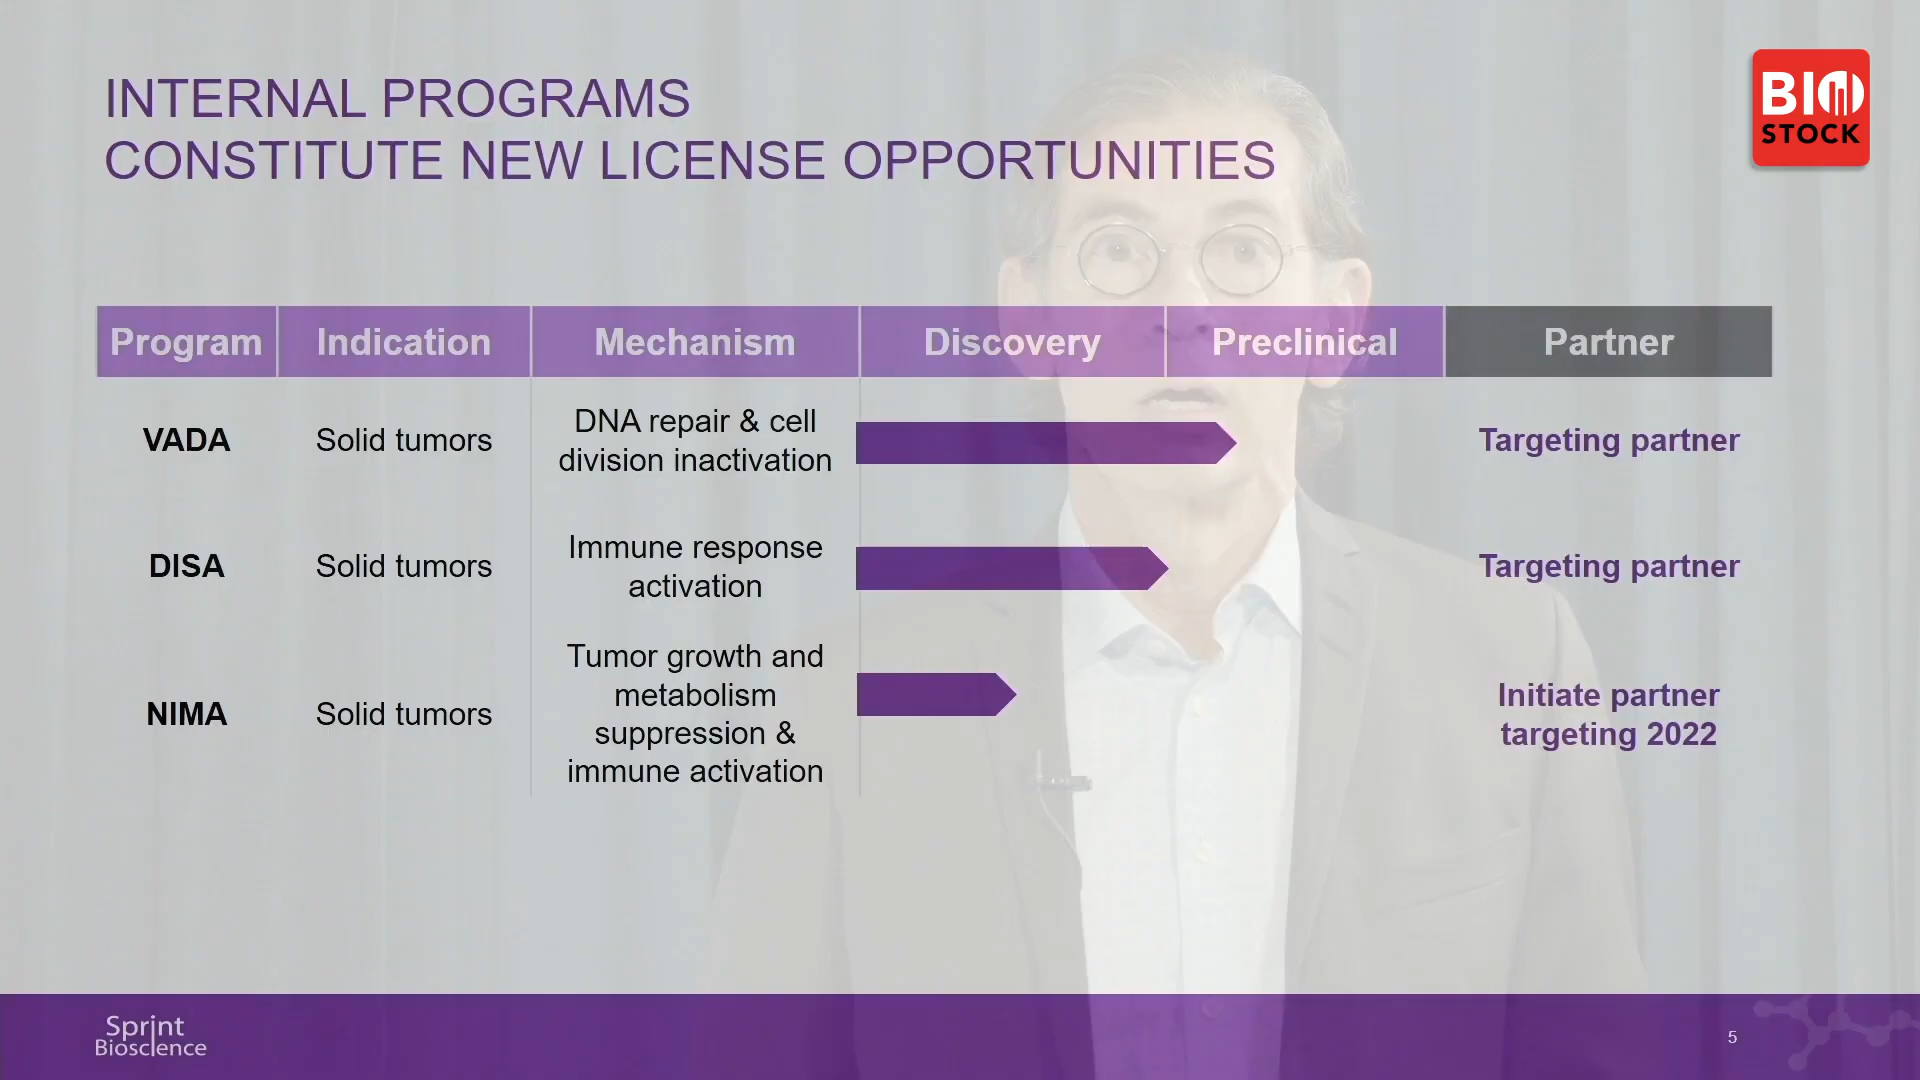 INTERNAL PROGRAMS
CONSTITUTE NEW LICENSE OPPORTUNITIES
BIO
STOCK
Program Indication Mechanism Discovery Preclinical Partner
VADA Solid tumors DNA repair & cell
division inactivation Targeting partner
DISA Solid tumors Immune response
activation Targeting partner
NIMA Solid tumors Tumor growth and
metabolism
suppression &
immune activation Initiate partner
targeting 2022
Sprint
Bioscience
5